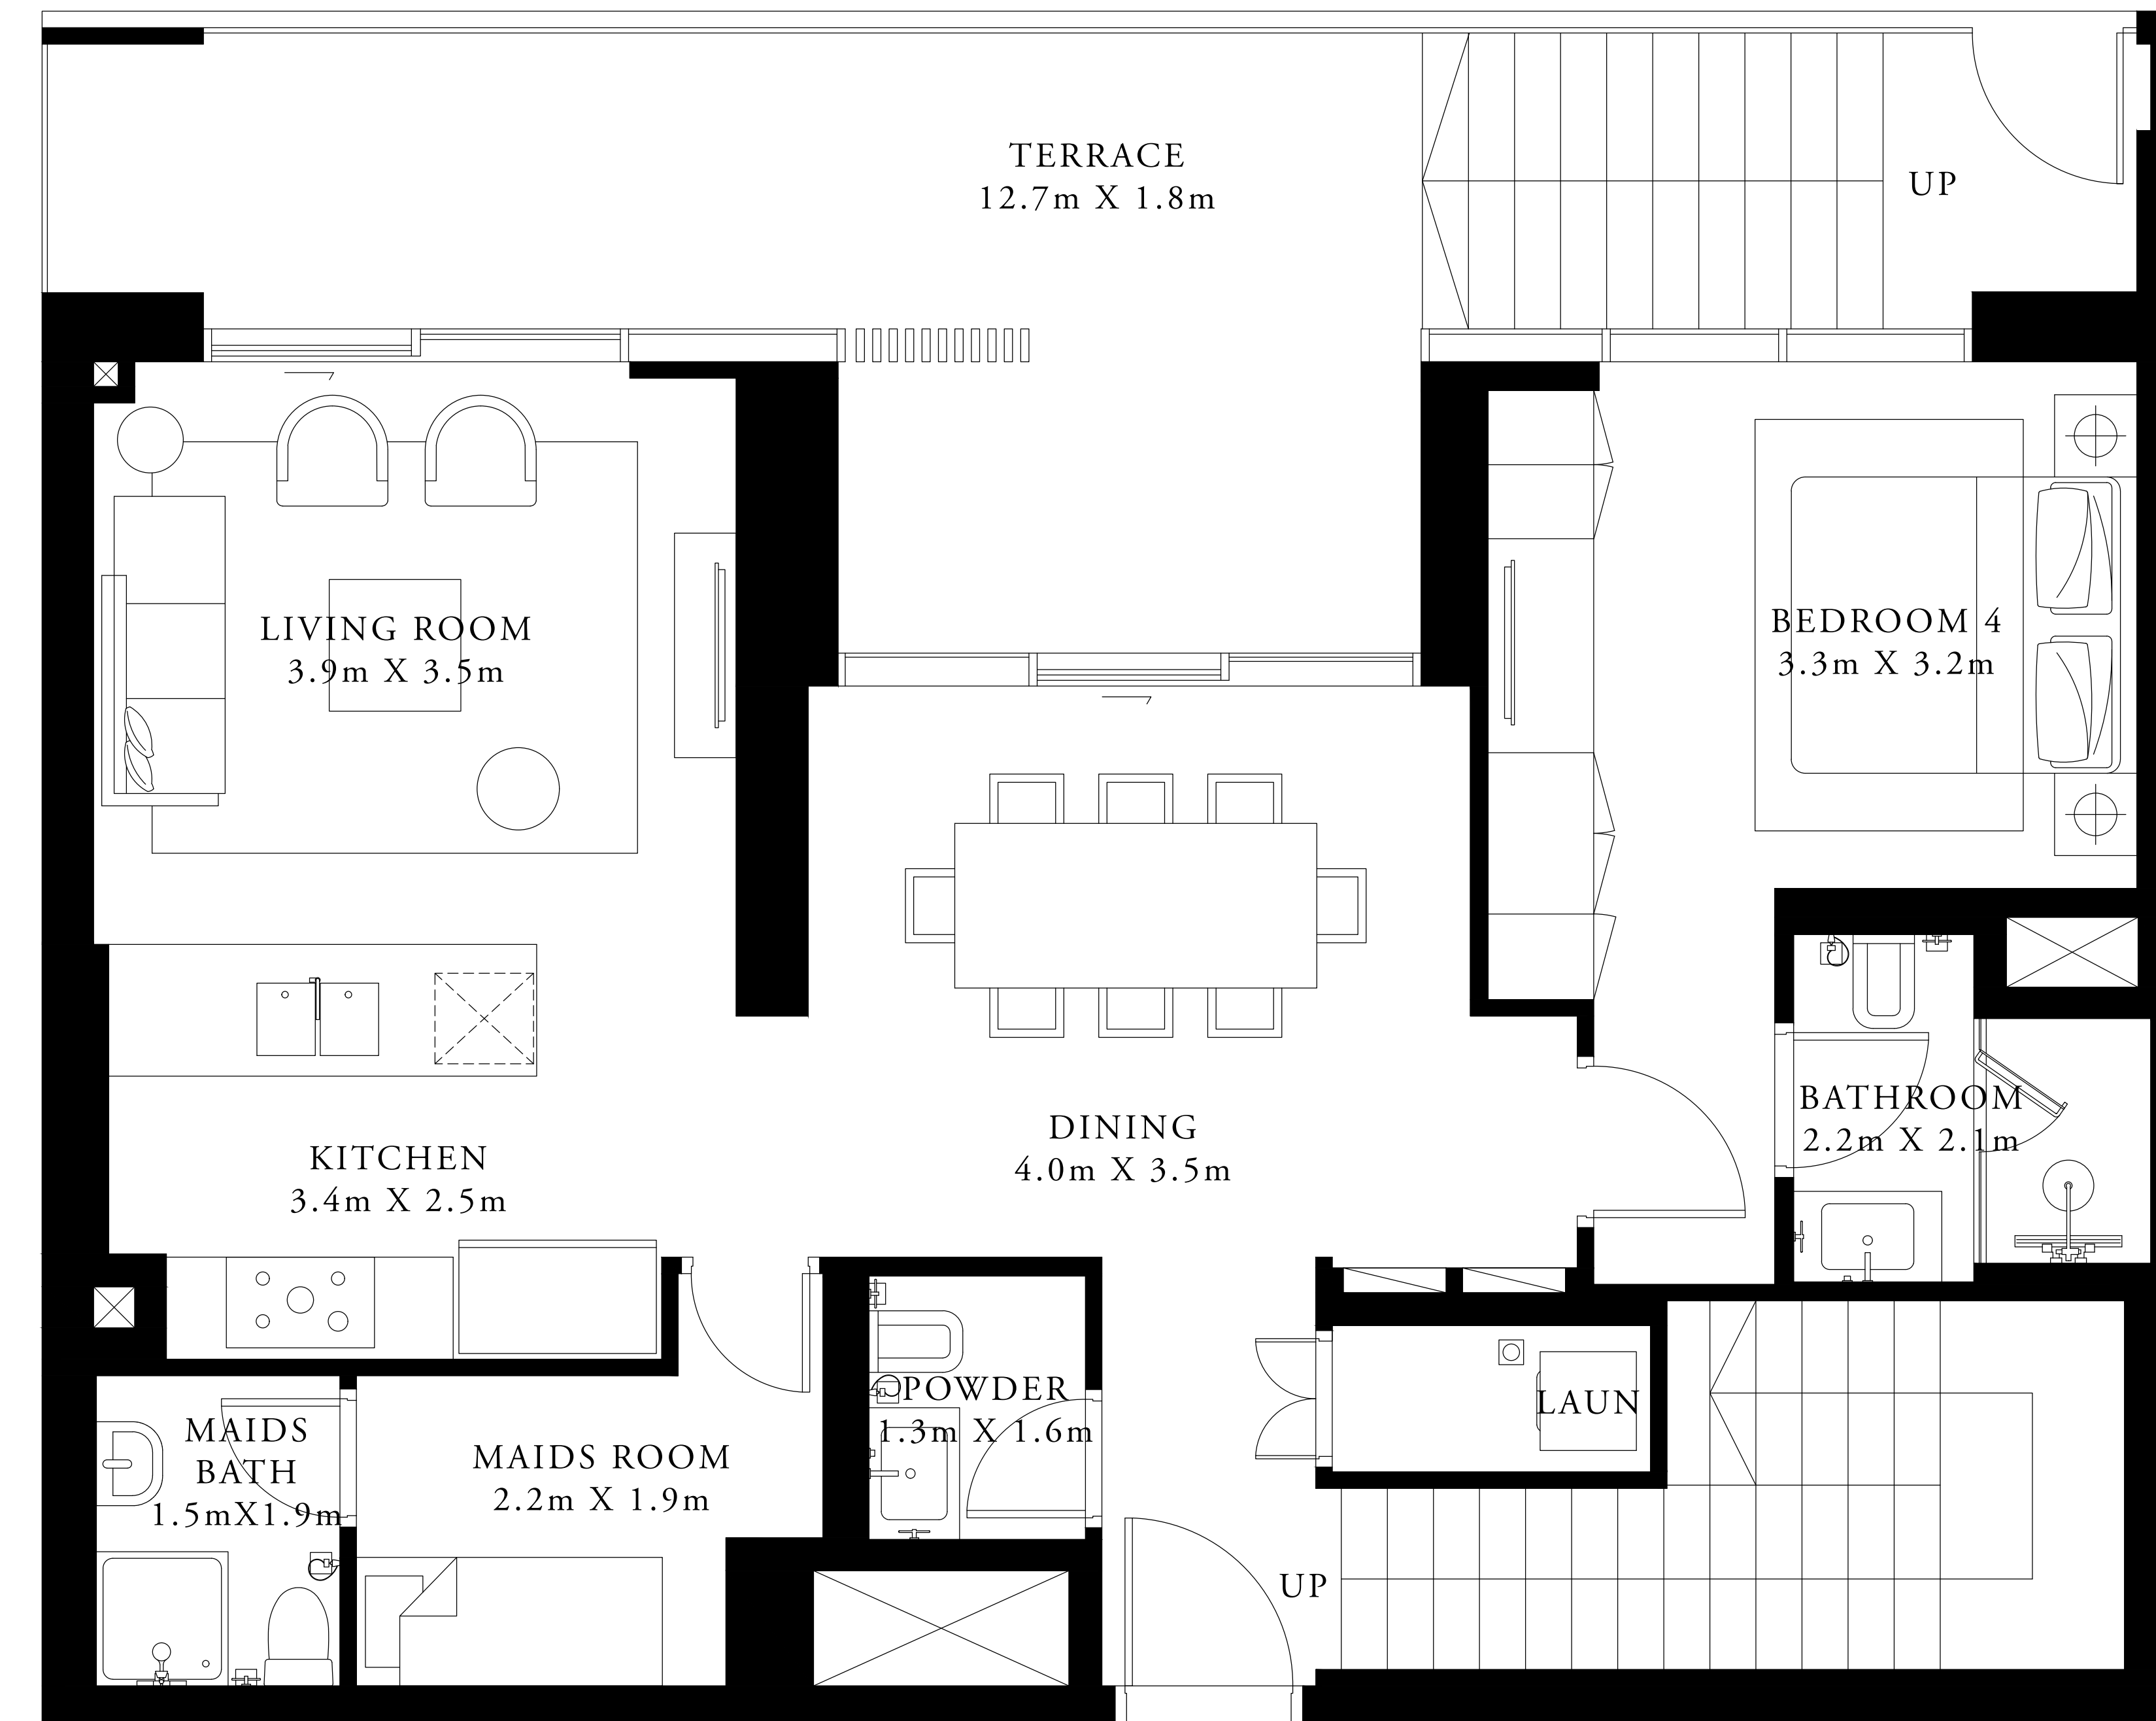 TERRACE
12.7m X 1.8m
UP
LIVING ROOM
3.9m X 3.5m
BEDROOM 4
3.3m X 3.2m
BATHROOM
2.2m X 2.1m
DINING
4.0m X 3.5m
KITCHEN
3.4m X 2.5m
POWDER
1.3m X 1.6m
LAUN
MAIDS
BATH
1.5mX1.9m
MAIDS ROOM
2.2m X 1.9m
UP